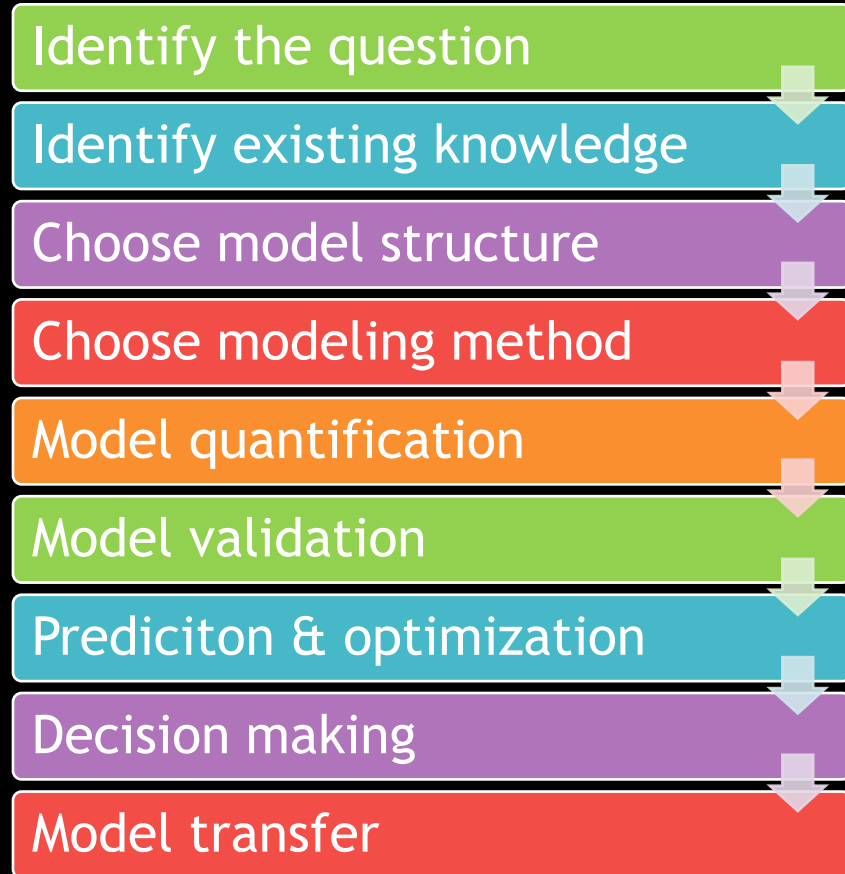 Identify the question
Identify existing knowledge
Choose model structure
Choose modeling method
Model quantification
Model validation
Prediciton & optimization
Decision making
Model transfer